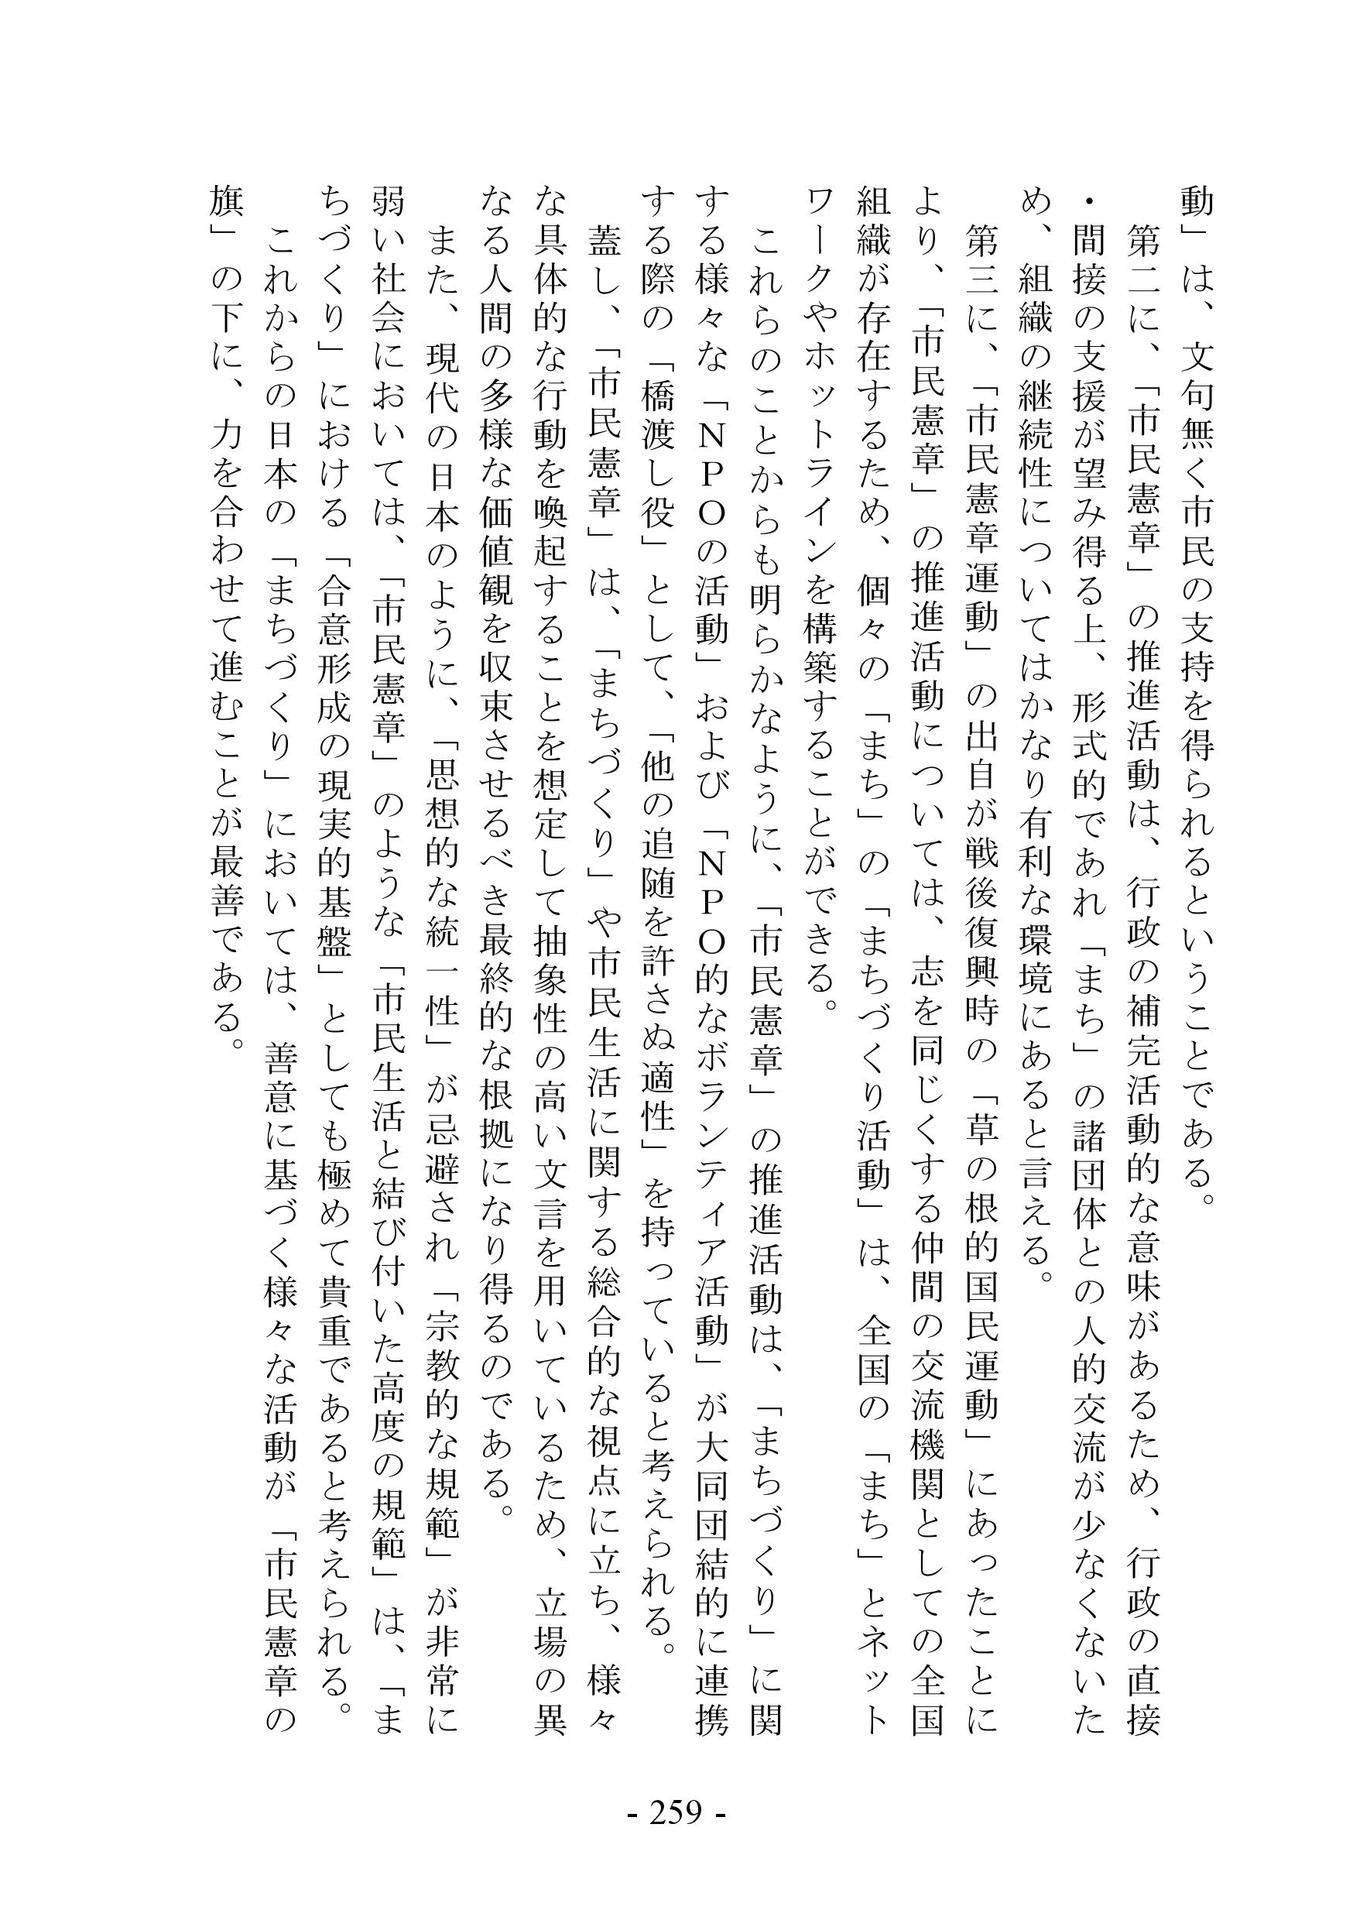 動」は、文句無く市民の支持を得られるということである。
　第二に、「市民憲章」の推進活動は、行政の補完活動的な意味があるため、行政の直接
・間接の支援が望み得る上、形式的であれ「まち」の諸団体との人的交流が少なくないた
め、組織の継続性についてはかなり有利な環境にあると言える。
　第三に、「市民憲章運動」の出自が戦後復興時の「草の根的国民運動」にあったことに
より、「市民憲章」の推進活動については、志を同じくする仲間の交流機関としての全国
組織が存在するため、個々の「まち」の「まちづくり活動」は、全国の「まち」とネット
ワークやホットラインを構築することができる。
　これらのことからも明らかなように、「市民憲章」の推進活動は、「まちづくり」に関
する様々な「ＮＰＯの活動」および「ＮＰＯ的なボランティア活動」が大同団結的に連携
する際の「橋渡し役」として、「他の追随を許さぬ適性」を持っていると考えられる。
　蓋し、「市民憲章」は、「まちづくり」や市民生活に関する総合的な視点に立ち、様々
な具体的な行動を喚起することを想定して抽象性の高い文言を用いているため、立場の異
なる人間の多様な価値観を収束させるべき最終的な根拠になり得るのである。
　また、現代の日本のように、「思想的な統一性」が忌避され「宗教的な規範」が非常に
弱い社会においては、「市民憲章」のような「市民生活と結び付いた高度の規範」は、「ま
ちづくり」における「合意形成の現実的基盤」としても極めて貴重であると考えられる。
　これからの日本の「まちづくり」においては、善意に基づく様々な活動が「市民憲章の
旗」の下に、力を合わせて進むことが最善である。
- 259 -